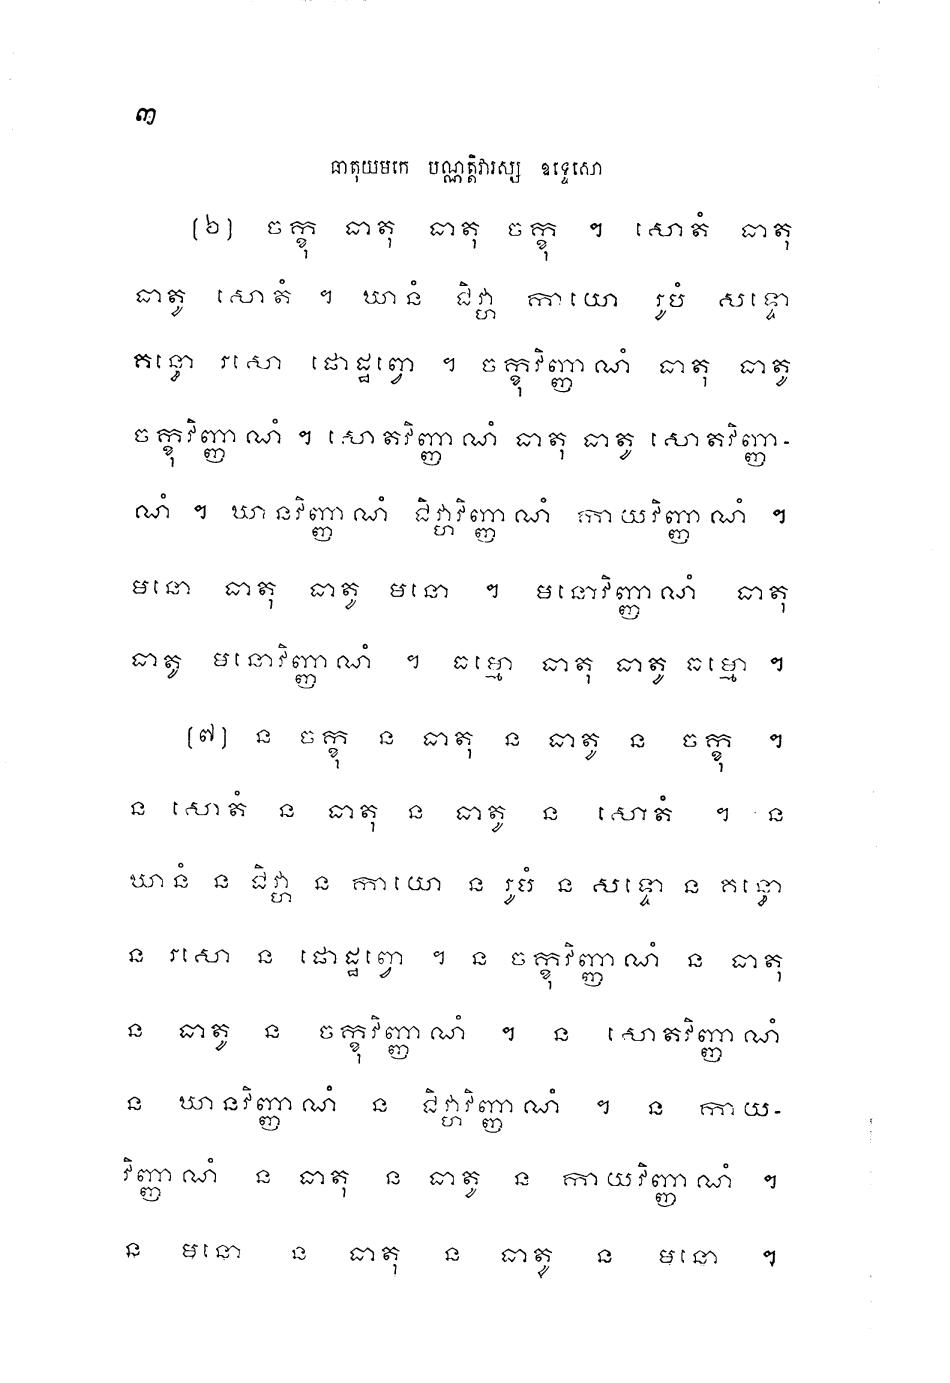 ៣
ធាតុយមកេ បណ្ណត្តិវារស្ស ឧទ្ទេសោ
(៦) ចក្ខុ ធាតុ ធាតុ ចក្ខុ ។ សោតំ ធាតុ
ធាតូ សោតំ ។ ឃានំ ជិវ្ហា កាយោ រូបំ សទ្ទោ
គន្ធោ រសោ ផោដ្ឋព្វោ ។ ចក្ខុវិញ្ញាណំ ធាតុ ធាតូ
ចក្ខុវិញ្ញាណំ ។ សោតវិញ្ញាណំ ធាតុ ធាតូ សោតវិញ្ញា-
ណំ ។ ឃានវិញ្ញាណំ ជិវ្ហាវិញ្ញាណំ កាយវិញ្ញាណំ ។
មនោ ធាតុ ធាតូ មនោ ។ មនោវិញ្ញាណំ ធាតុ
ធាតូ មនោវិញ្ញាណំ ។ ធម្មោ ធាតុ ធាតូ ធម្មោ ។
(៧) ន ចក្ខុ ន ធាតុ ន ធាតូ ន ចក្ខុ ។
ន សោតំ ន ធាតុ ន ធាតូ ន សោតំ ។ ន
ឃានំ ន ជិវ្ហា ន កាយោ ន រូបំ ន សទ្ទោ ន គន្ធោ
ន រសោ ន ផោដ្ឋព្វោ ។ ន ចក្ខុវិញ្ញាណំ ន ធាតុ
ន ធាតូ ន ចក្ខុវិញ្ញាណំ ។ ន សោតវិញ្ញាណំ
ន ឃានវិញ្ញាណំ ន ជិវ្ហាវិញ្ញាណំ ។ ន កាយ-
វិញ្ញាណំ ន ធាតុ ន ធាតូ ន កាយវិញ្ញាណំ ។
ន មនោ ន ធាតុ ន ធាតូ ន មនោ ។